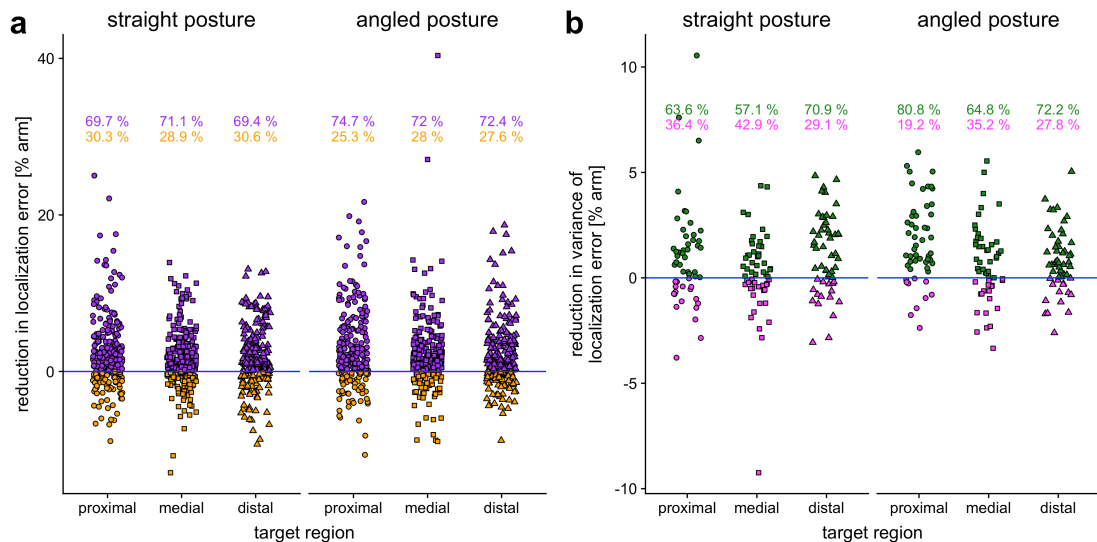 a
straight posture
angled posture
reduction in localization error [% arm]
40
20
0
69.7 %
71.1 %
69.4 %
74.7 %
72 %
72.4 %
30.3 %
28.9 %
30.6 %
25.3 %
28 %
27.6 %
proximal
medial
distal
proximal
medial
distal
target region
b
straight posture
angled posture
reduction in variance of
localization error [% arm]
10
5
0
-5
-10
63.6 %
57.1 %
70.9 %
80.8 %
64.8 %
72.2 %
36.4 %
42.9 %
29.1 %
19.2 %
35.2 %
27.8 %
proximal
medial
distal
proximal
medial
distal
target region